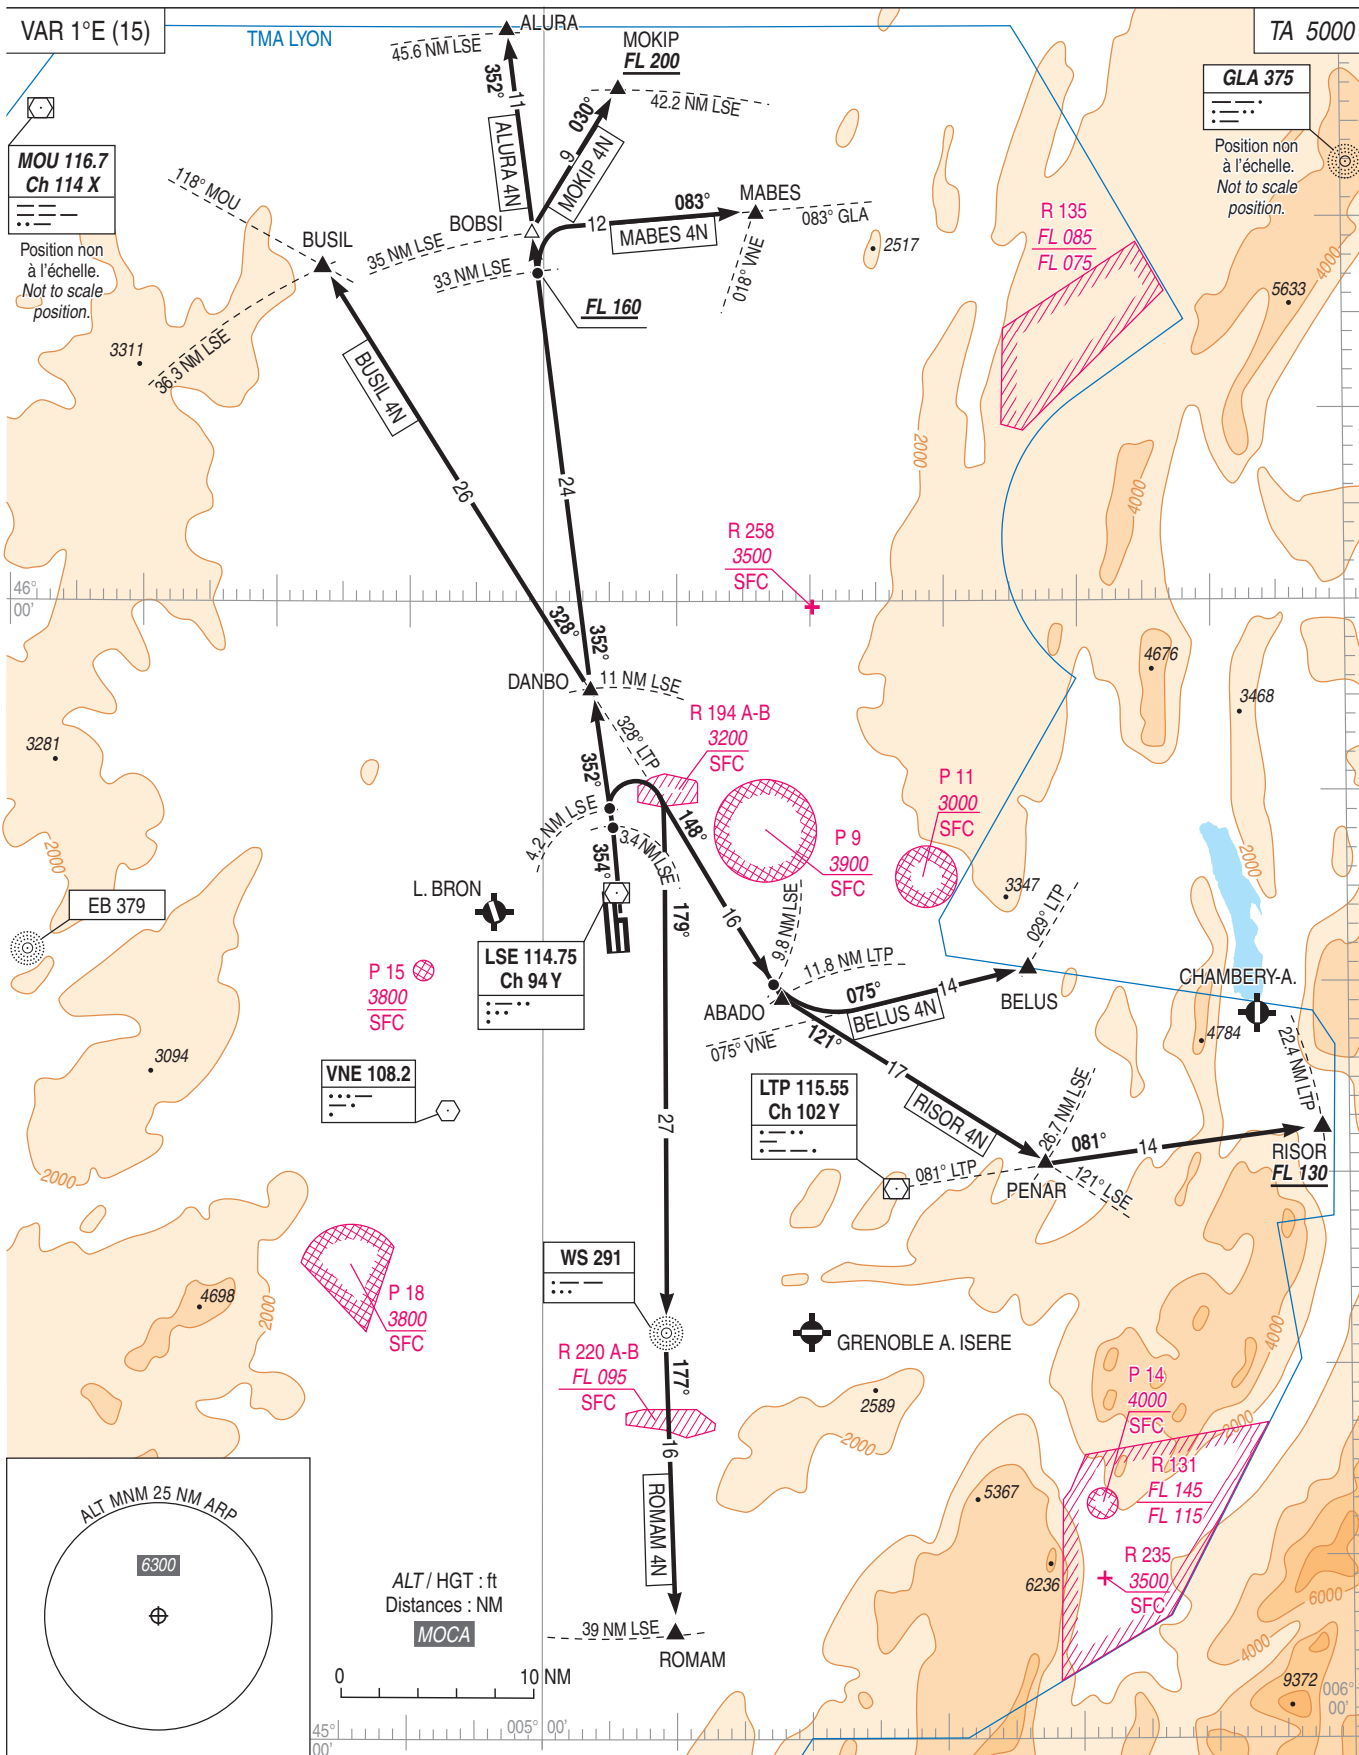 VAR 1°E (15)
TMA LYON
45.6 NM LSE
ALURA
MOKIP
FL 200
TA 5000
GLA 375
Position non
à l'échelle.
Not to scale
position.
352°
11
ALURA 4N
030°
9
MOKIP 4N
42.2 NM LSE
MOU 116.7
Ch 114 X
Position non
à l'échelle.
Not to scale
position.
118° MOU
BUSIL
BOBSI
35 NM LSE
33 NM LSE
36.3 NM LSE
12
083°
MABES 4N
MABES
083° GLA
018° VNE
FL 160
2517
R 135
FL 085
FL 075
4000
5633
3311
BUSIL 4N
26
24
2000
4000
R 258
3500
SFC
46°
00'
328°
352°
DANBO
11 NM LSE
4676
3468
3281
328° LTP
R 194 A-B
3200
SFC
352°
4.2 NM LSE
3.4 NM LSE
354°
148°
P 9
3900
SFC
P 11
3000
SFC
2000
2000
3347
029° LTP
EB 379
L. BRON
179°
16
9.8 NM LSE
LSE 114.75
Ch 94 Y
P 15
3800
SFC
11.8 NM LTP
ABADO
075°
14
BELUS 4N
BELUS
CHAMBERY-A.
4784
075° VNE
121°
17
3094
VNE 108.2
LTP 115.55
Ch 102 Y
RISOR 4N
26.7 NM LSE
22.4 NM LTP
27
081°
14
RISOR
FL 130
081° LTP
PENAR
121° LSE
2000
WS 291
4698
2000
P 18
3800
SFC
GRENOBLE A. ISERE
4000
R 220 A-B
FL 095
SFC
177°
16
2589
2000
P 14
4000
SFC
2000
R 131
FL 145
FL 115
5367
ALT MNM 25 NM ARP
6300
ROMAM 4N
ALT / HGT : ft
Distances : NM
MOCA
6236
R 235
3500
SFC
6000
4000
39 NM LSE
ROMAM
0
10 NM
9372
006°
00'
45°
00'
005°
00'